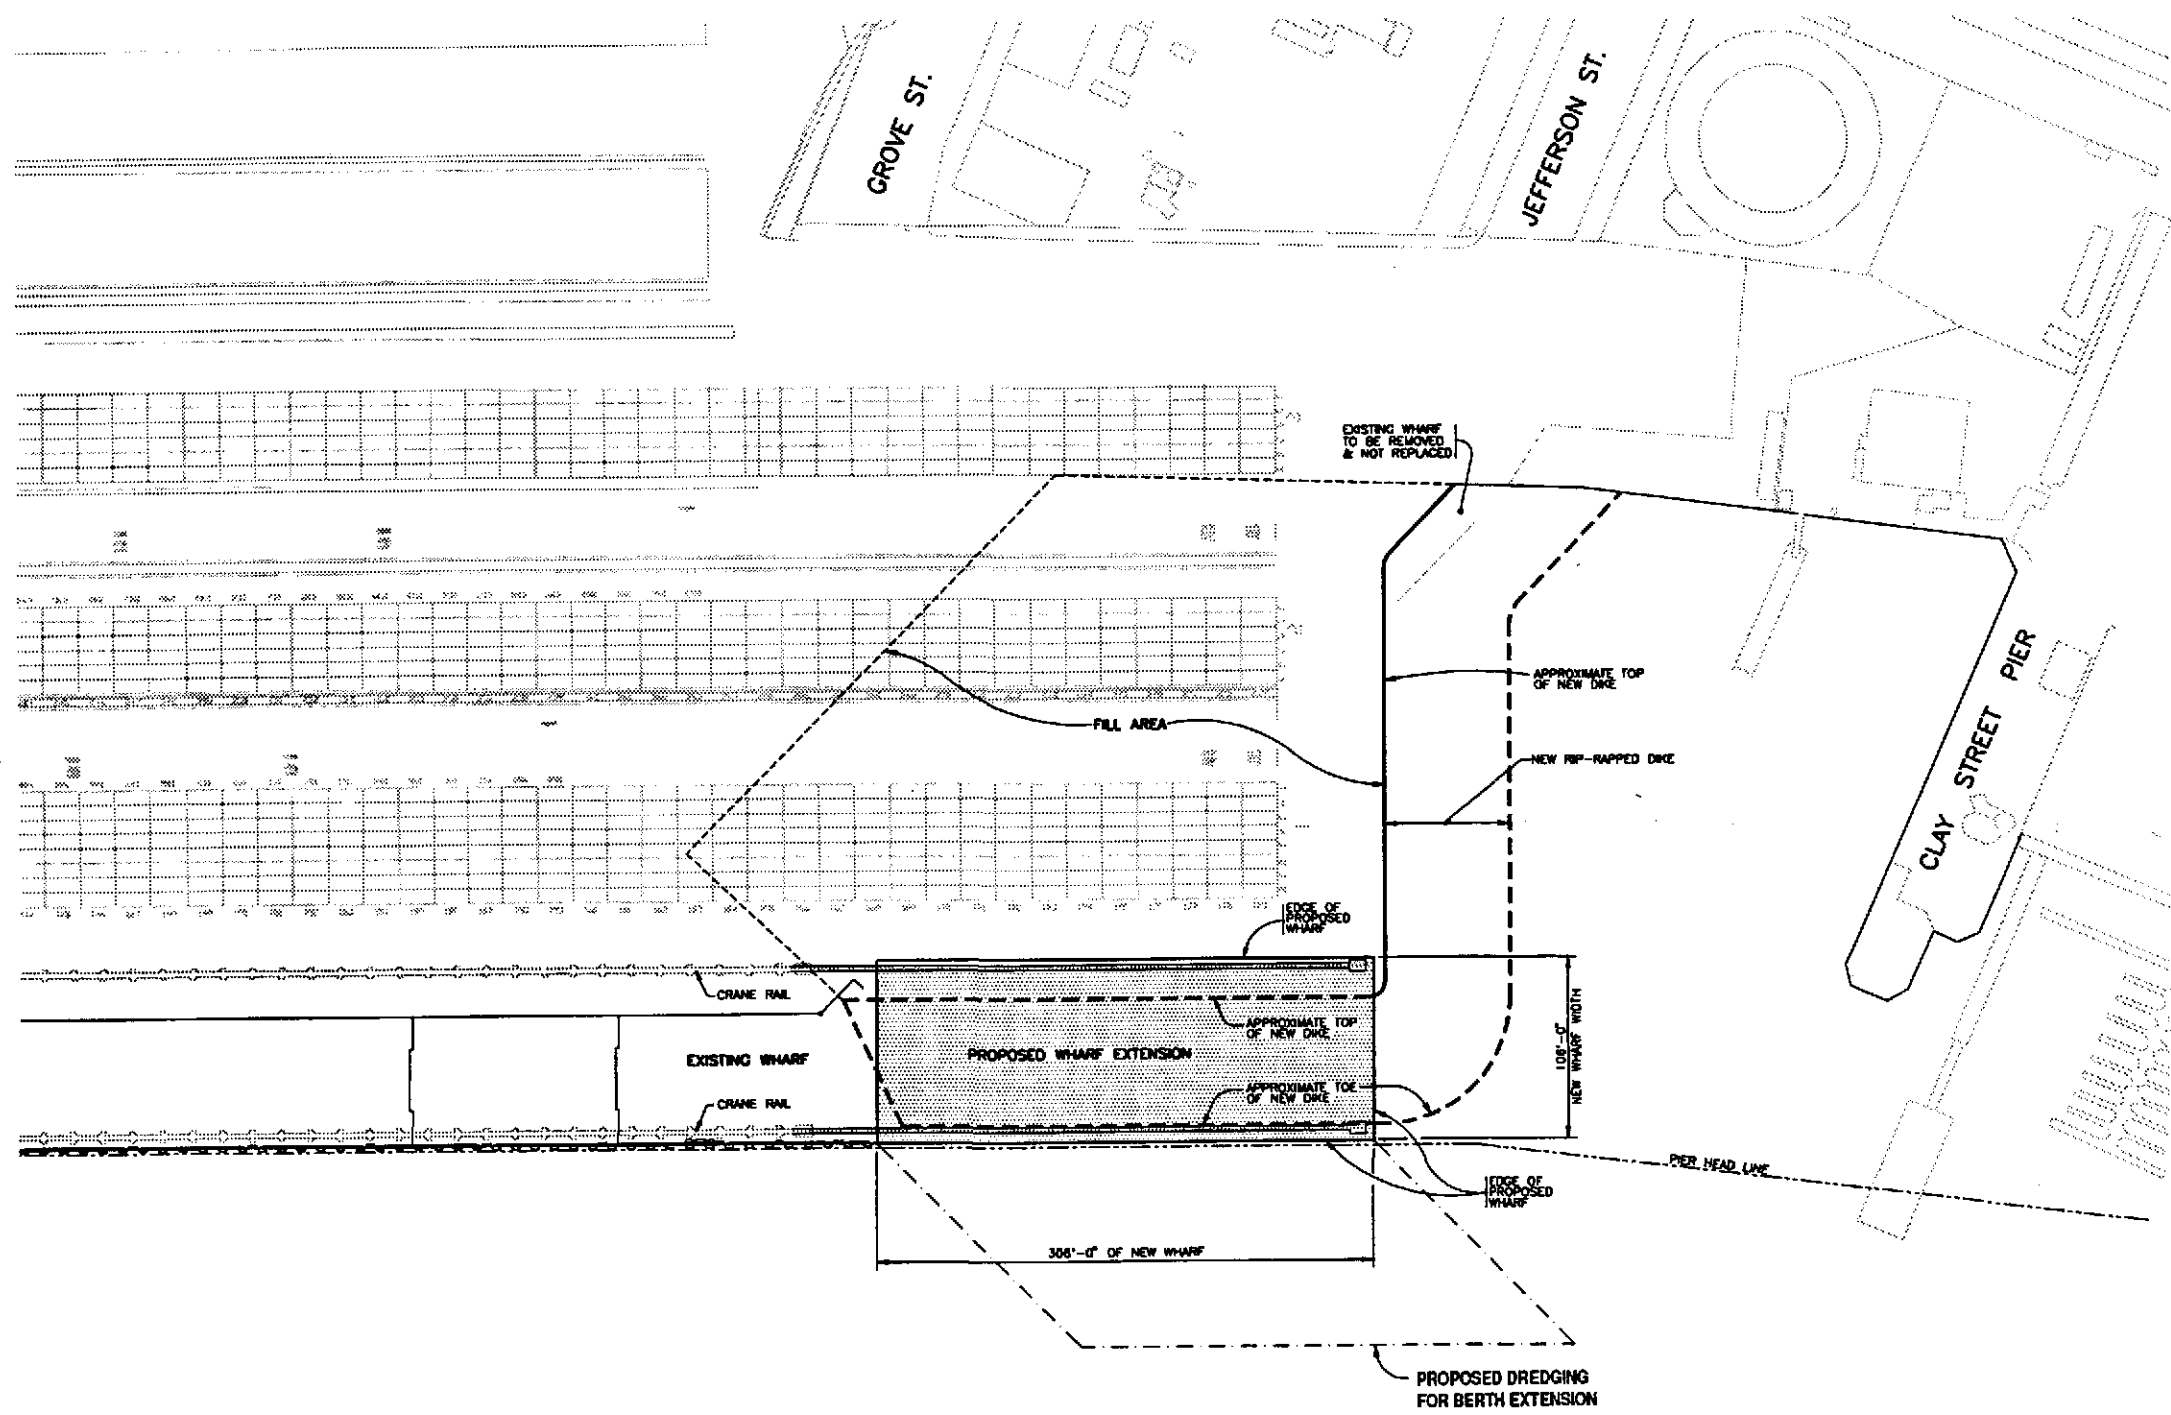 GROVE ST.
JEFFERSON ST.
EXISTING WHARF
TO BE REMOVED
& NOT REPLACED
APPROXIMATE TOP
OF NEW DIKE
FILL AREA
NEW RIP-RAPPED DIKE
CLAY STREET PIER
EDGE OF
PROPOSED
WHARF
CRANE RAIL
APPROXIMATE TOP
OF NEW DIKE
EXISTING WHARF
PROPOSED WHARF EXTENSION
106'-0"
NEW WHARF WIDTH
APPROXIMATE TOE
OF NEW DIKE
CRANE RAIL
PIER HEAD LINE
EDGE OF
PROPOSED
WHARF
OF NEW WHARF
PROPOSED DREDGING
FOR BERTH EXTENSION